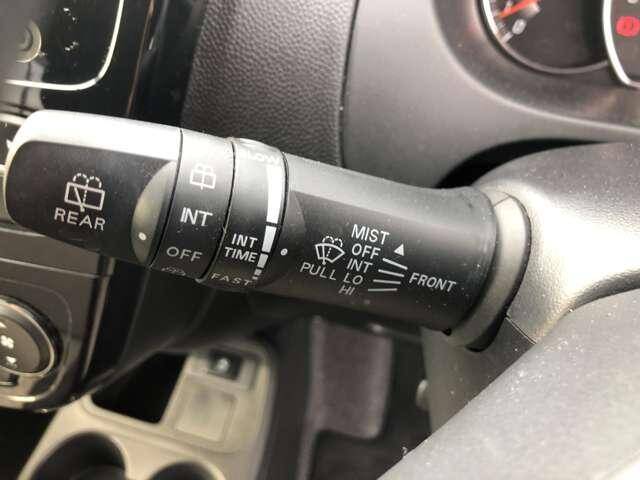 REAR
INT
OFF
SLOW
INT
TIME
FAST
MIST
OFF
INT
PULL LO FRONT
HI